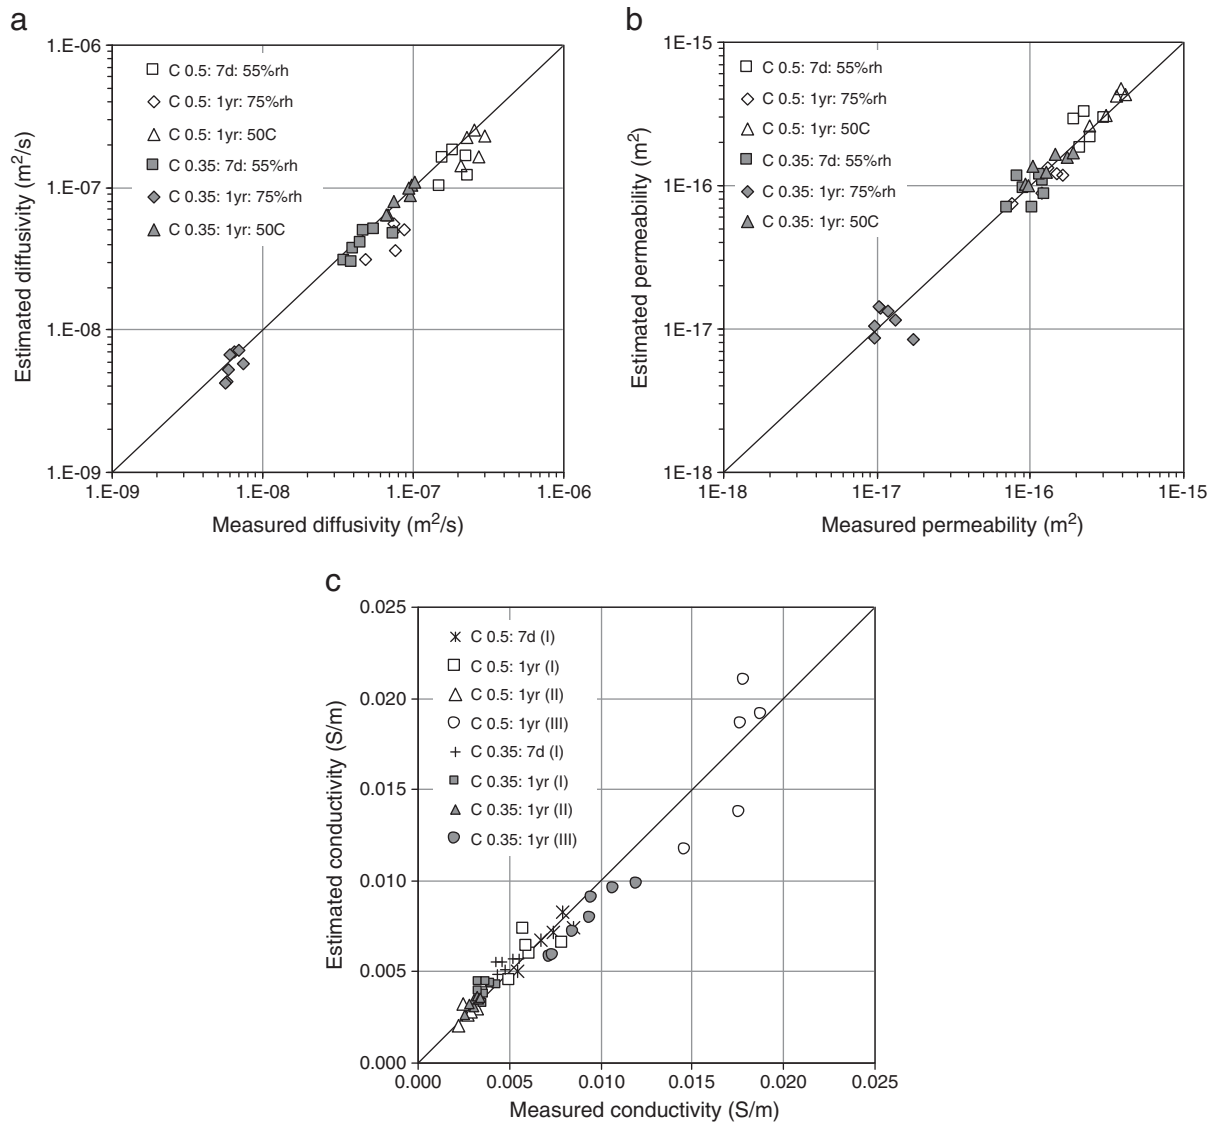 a
1.E-06
1.E-07
1.E-08
1.E-09
Estimated diffusivity (m²/s)
C 0.5: 7d: 55%rh
C 0.5: 1yr: 75%rh
C 0.5: 1yr: 50C
C 0.35: 7d: 55%rh
C 0.35: 1yr: 75%rh
C 0.35: 1yr: 50C
1.E-09 1.E-08 1.E-07 1.E-06
Measured diffusivity (m²/s)
b
1E-15
1E-16
1E-17
1E-18
Estimated permeability (m²)
C 0.5: 7d: 55%rh
C 0.5: 1yr: 75%rh
C 0.5: 1yr: 50C
C 0.35: 7d: 55%rh
C 0.35: 1yr: 75%rh
C 0.35: 1yr: 50C
1E-18 1E-17 1E-16 1E-15
Measured permeability (m²)
c
0.025
0.020
0.015
0.010
0.005
0.000
Estimated conductivity (S/m)
C 0.5: 7d (I)
C 0.5: 1yr (I)
C 0.5: 1yr (II)
C 0.5: 1yr (III)
C 0.35: 7d (I)
C 0.35: 1yr (I)
C 0.35: 1yr (II)
C 0.35: 1yr (III)
0.000 0.005 0.010 0.015 0.020 0.025
Measured conductivity (S/m)